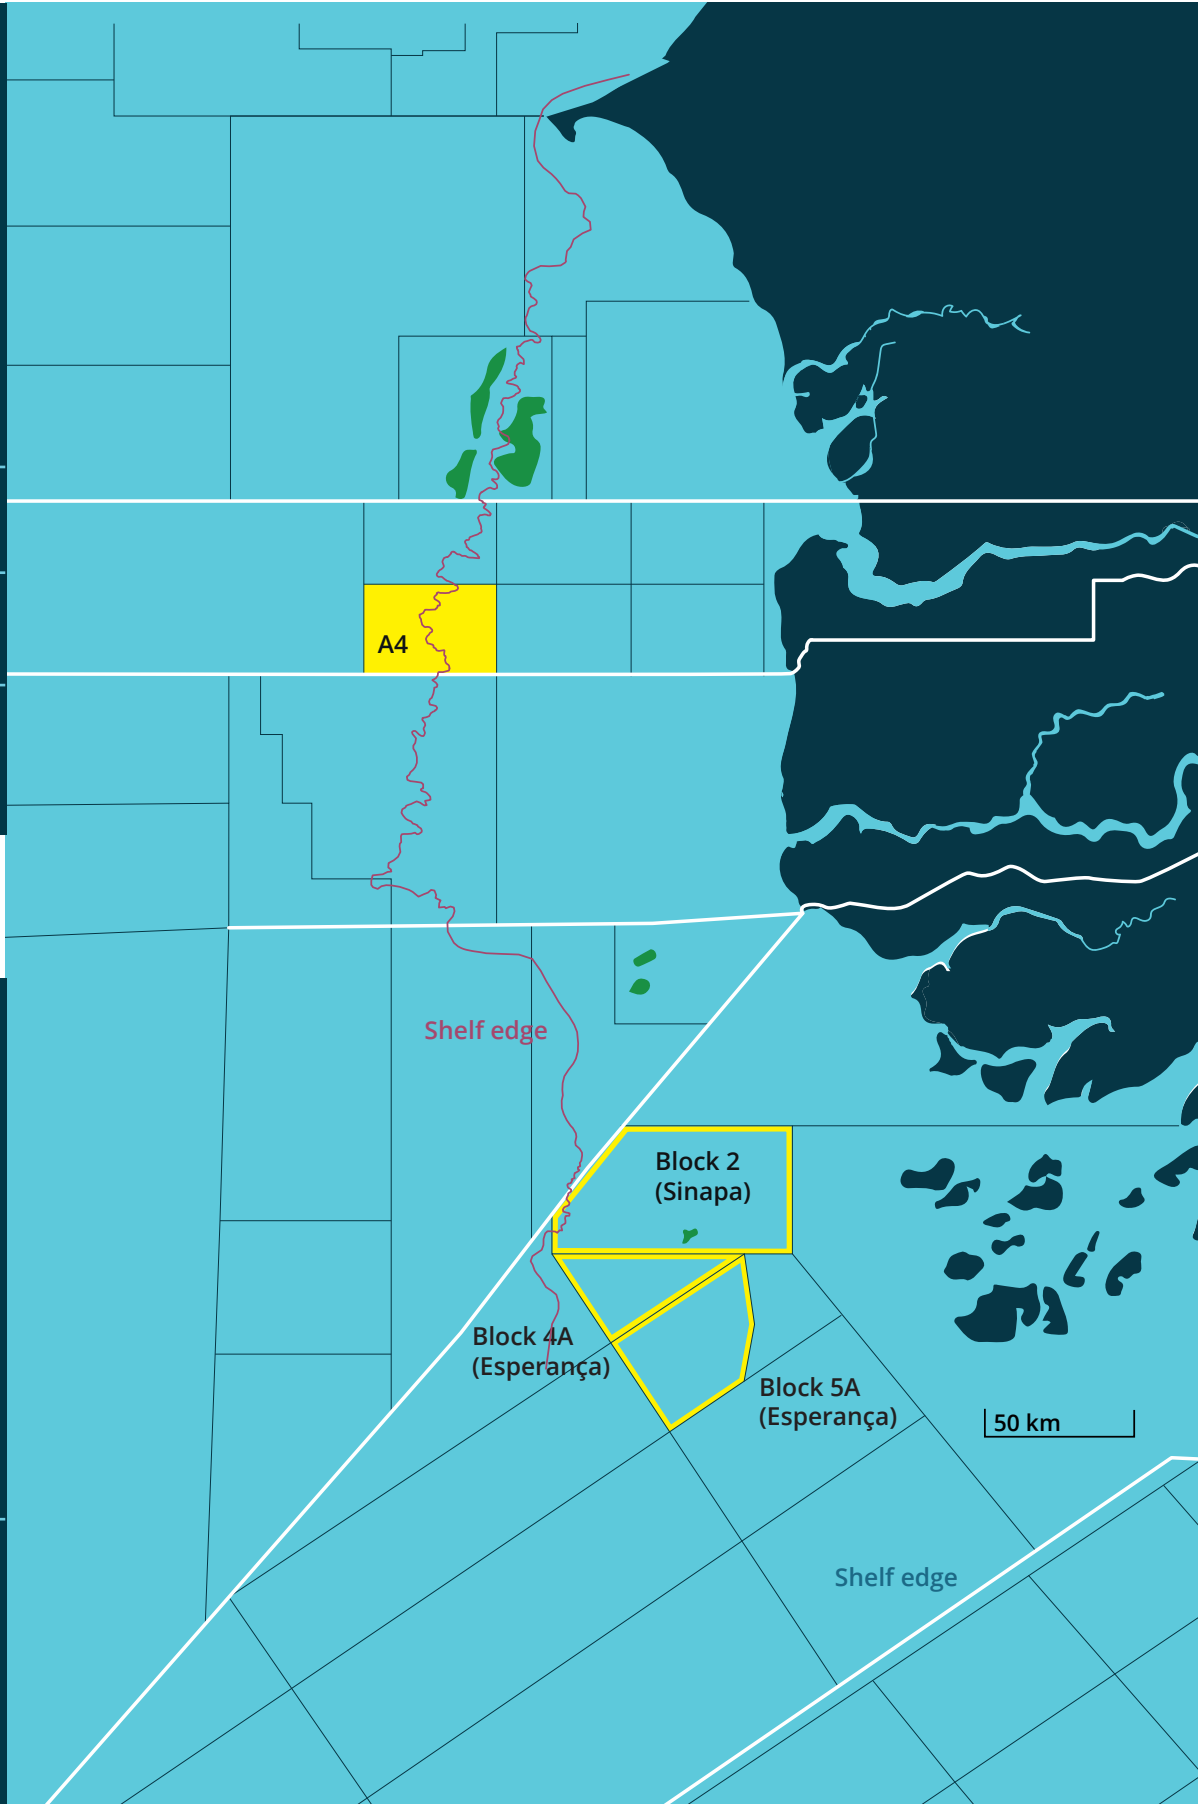 A4
Shelf edge
Block 2
(Sinapa)
Block 4A
(Esperança)
Block 5A
(Esperança)
50 km
Shelf edge